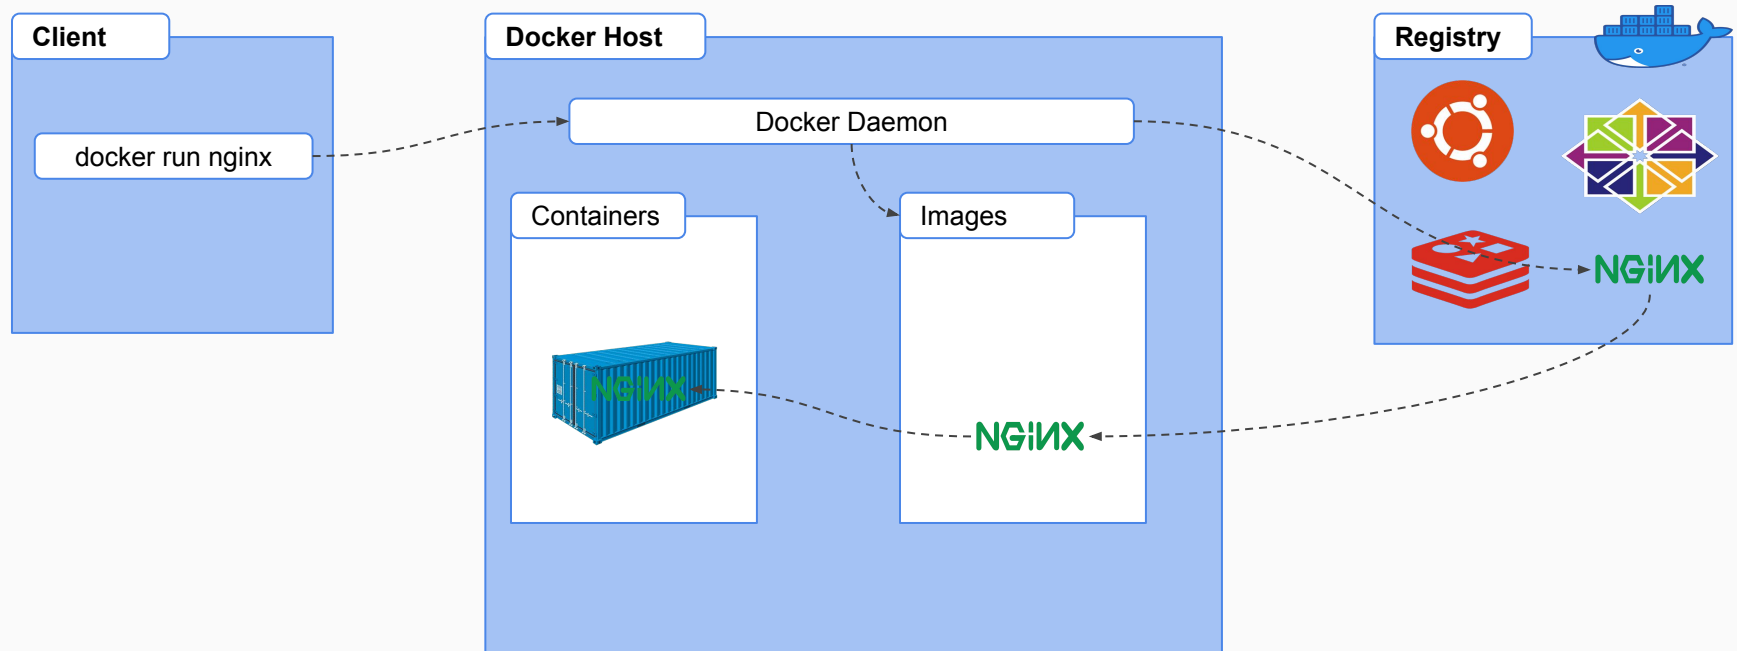 Client
docker run nginx
Docker Host
Docker Daemon
Containers
NGiNX
Images
NGiNX
Registry
NGiNX